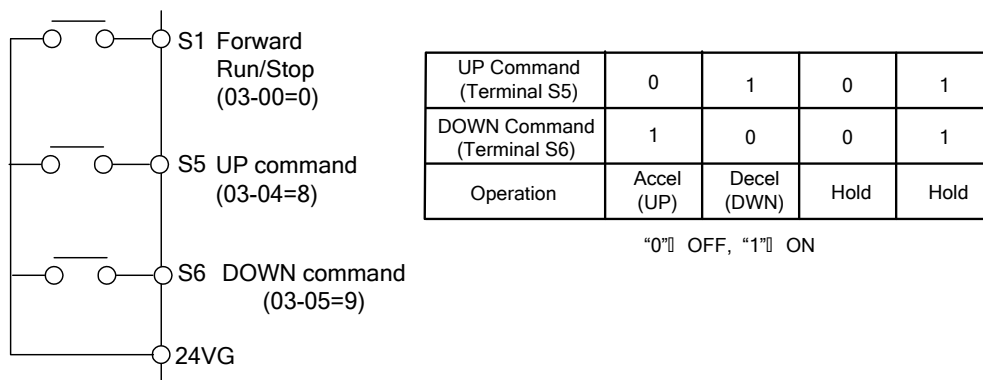 S1 Forward
Run/Stop
(03-00=0)
S5 UP command
(03-04=8)
S6 DOWN command
(03-05=9)
24VG
UP Command
(Terminal S5) 0 1 0 1
DOWN Command
(Terminal S6) 1 0 0 1
Operation Accel
(UP) Decel
(DWN) Hold Hold
“0”▯ OFF, “1”▯ ON